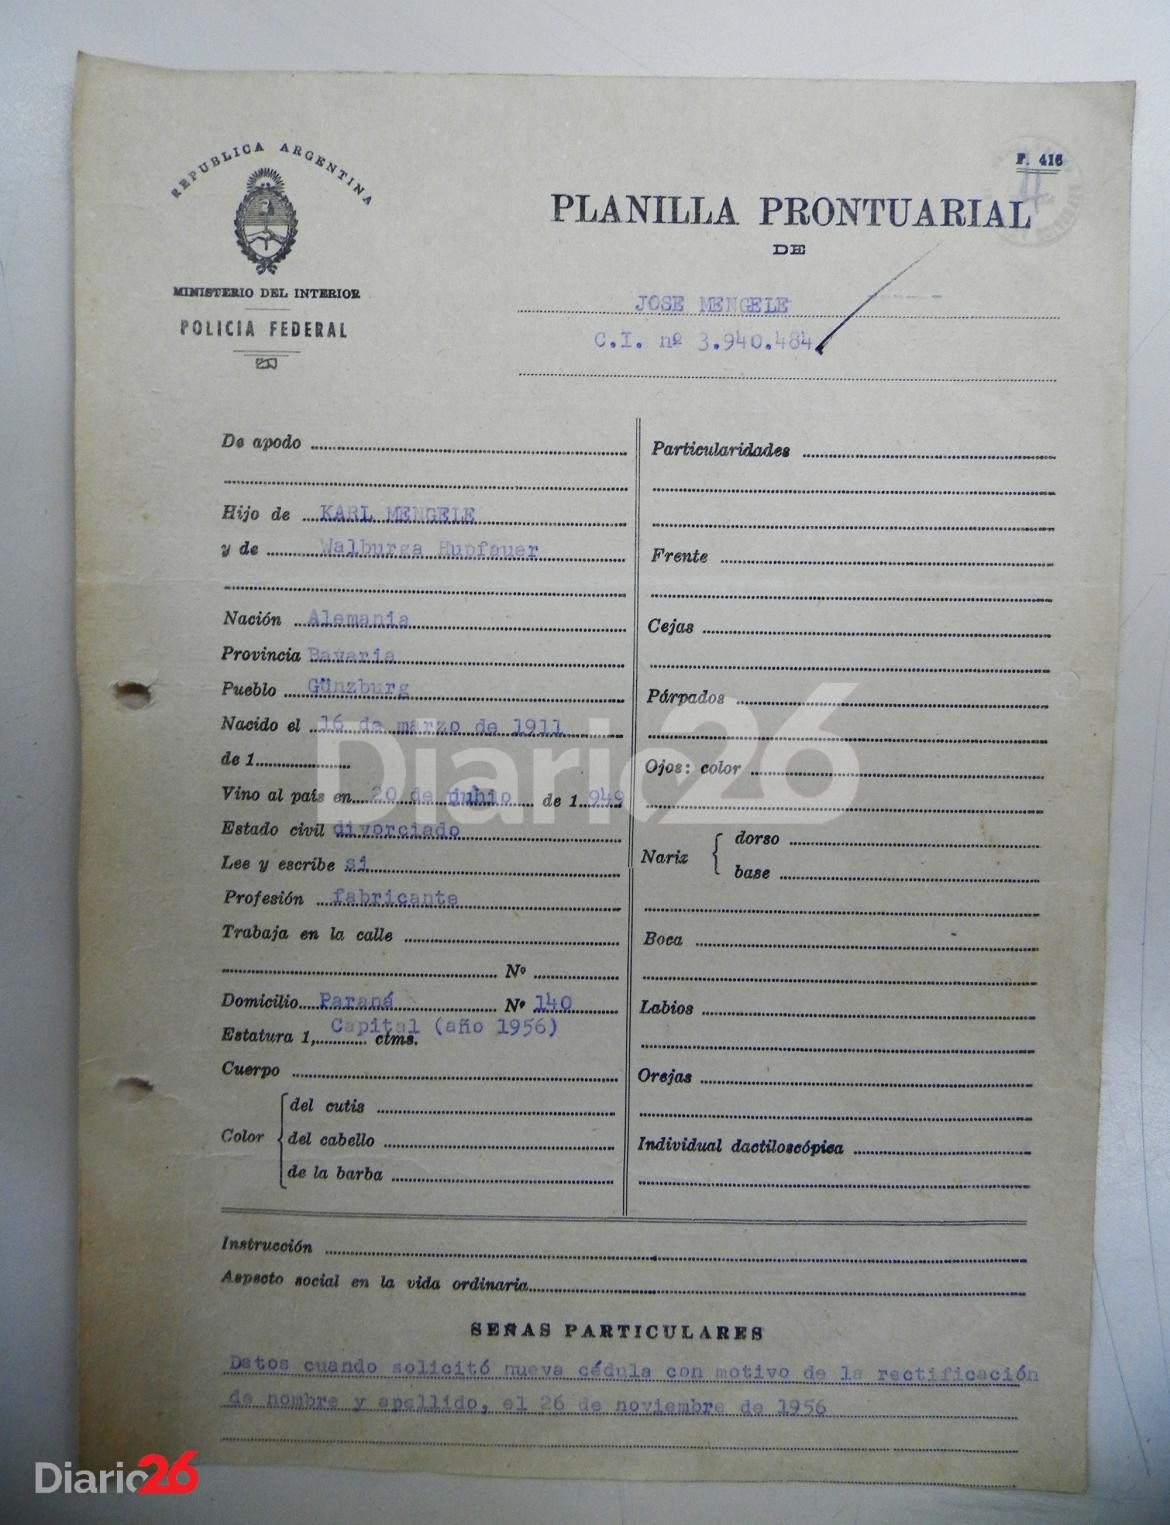 REPUBLICA ARGENTINA
MINISTERIO DEL INTERIOR
POLICIA FEDERAL
F. 416
PLANILLA PRONTUARIAL
DE
JOSE MENGELE
C.I. nº 3.940.484
De apodo
Hijo de KARL MENGELE
y de Walburga Hupfauer
Nación Alemania
Provincia Bavaria
Pueblo Günzburg
Nacido el 16 de marzo de 1911
de 1
Vino al país en 20 de junio de 1 949
Estado civil divorciado
Lee y escribe si
Profesión fabricante
Trabaja en la calle
Nº
Domicilio Paraná Nº 140
Capital (año 1956)
Estatura 1, ctms.
Cuerpo
Color
del cutis
del cabello
de la barba
Particularidades
Frente
Cejas
Párpados
Ojos: color
Nariz
dorso
base
Boca
Labios
Orejas
Individual dactiloscópica
Instrucción
Aspecto social en la vida ordinaria
SEÑAS PARTICULARES
Datos cuando solicitó nueva cédula con motivo de la rectificación
de nombre y apellido, el 26 de noviembre de 1956
Diario26
Diario26